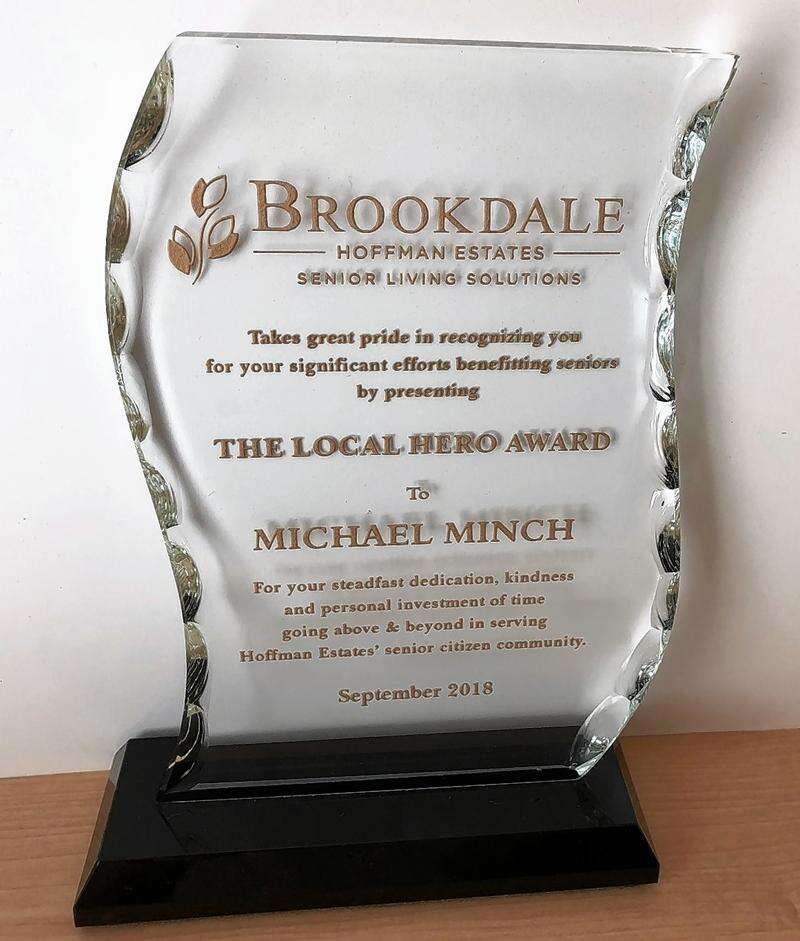 BROOKDALE
HOFFMAN ESTATES
SENIOR LIVING SOLUTIONS
Takes great pride in recognizing you
for your significant efforts benefitting seniors
by presenting
THE LOCAL HERO AWARD
To
MICHAEL MINCH
For your steadfast dedication, kindness
and personal investment of time
going above & beyond in serving
Hoffman Estates' senior citizen community.
September 2018